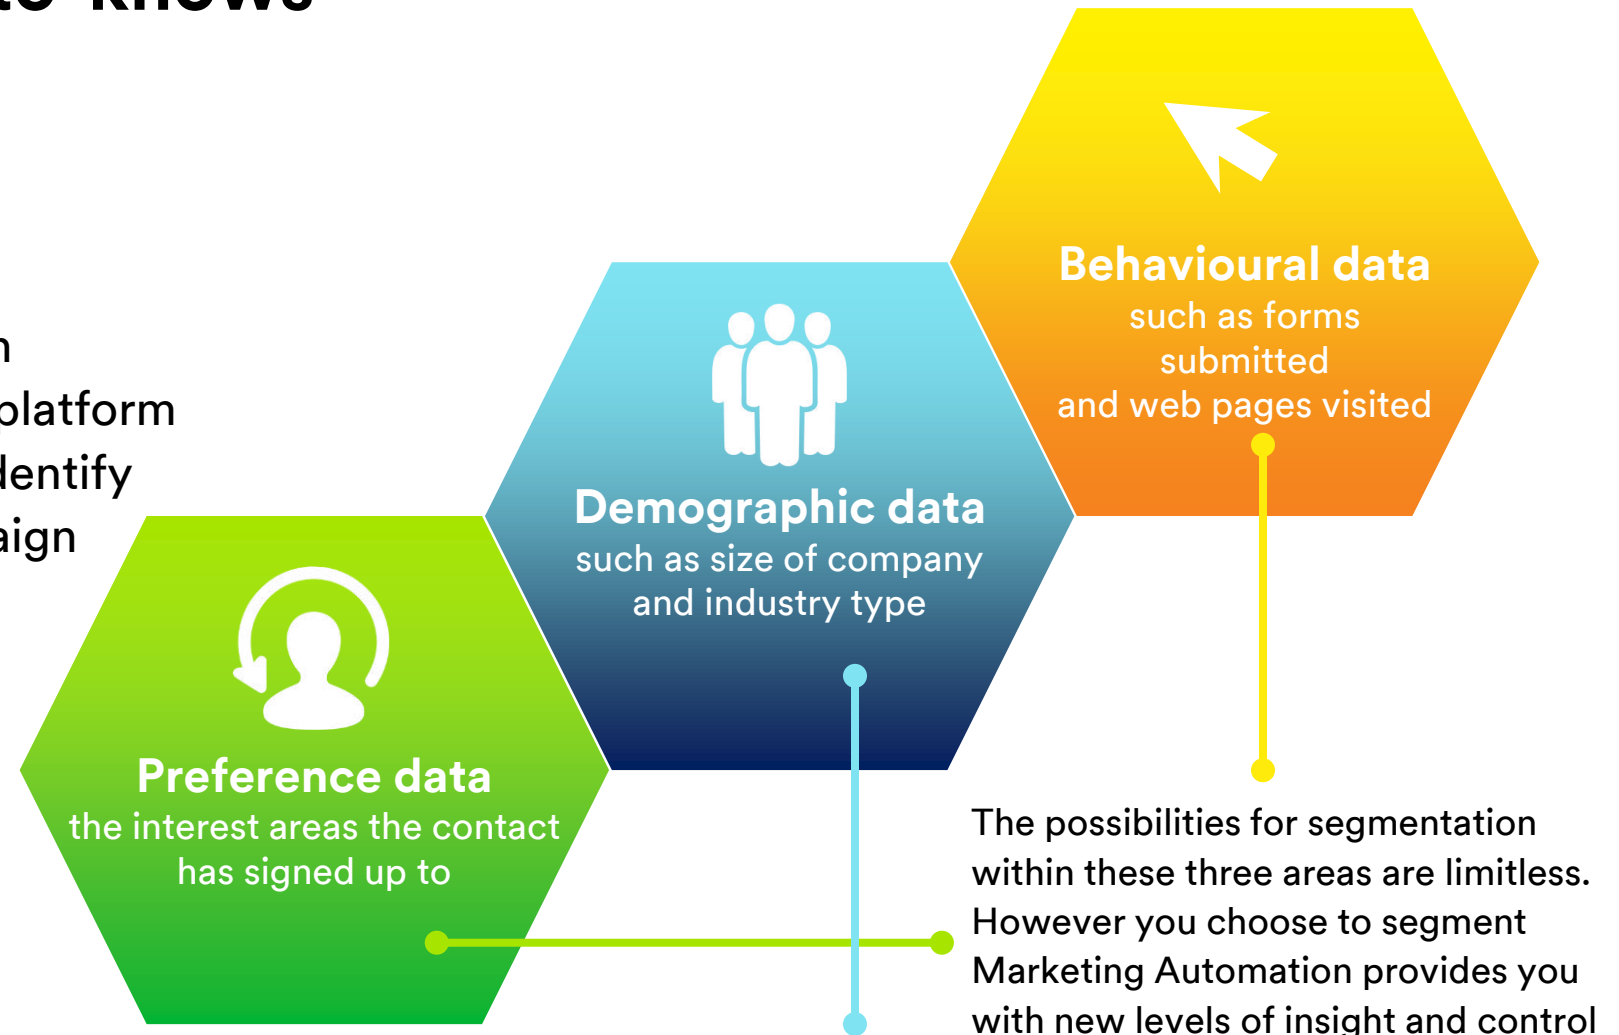 knows
platform
Behavioural data
such as forms
submitted
and web pages visited
Demographic data
such as size of company
and industry type
Preference data
the interest areas the contact
has signed up to
The possibilities for segmentation
within these three areas are limitless.
However you choose to segment
Marketing Automation provides you
with new levels of insight and control